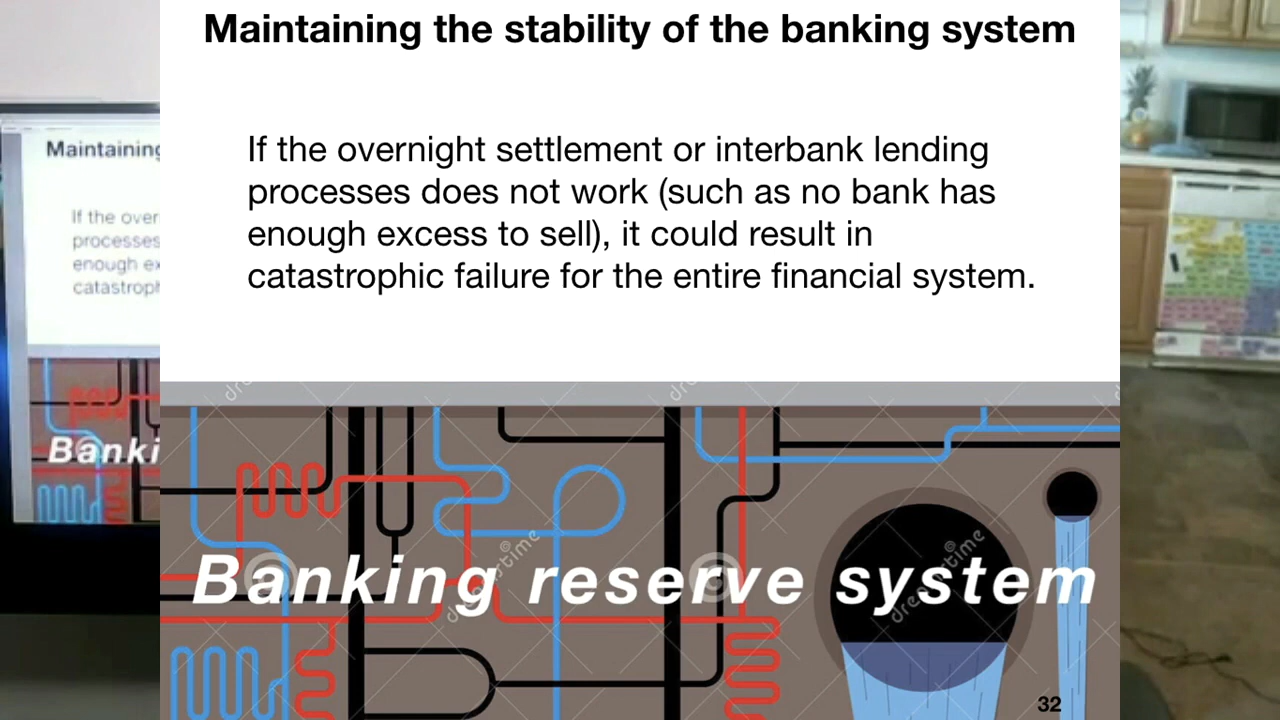 Maintaining the stability of the banking system
If the overnight settlement or interbank lending
processes does not work (such as no bank has
enough excess to sell), it could result in
catastrophic failure for the entire financial system.
Banking reserve system
32
Maintaining
If the over
processes
enough ex
catastroph
Banki
dreamstime
dreamstime